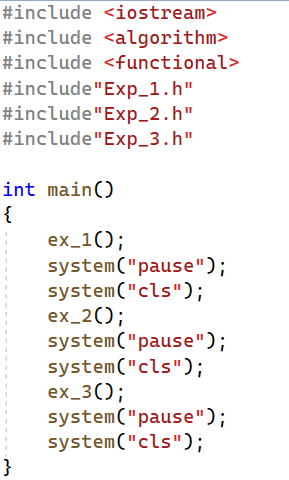 #include <iostream>
#include <algorithm>
#include <functional>
#include"Exp_1.h"
#include"Exp_2.h"
#include"Exp_3.h"

int main()
{
    ex_1();
    system("pause");
    system("cls");
    ex_2();
    system("pause");
    system("cls");
    ex_3();
    system("pause");
    system("cls");
}